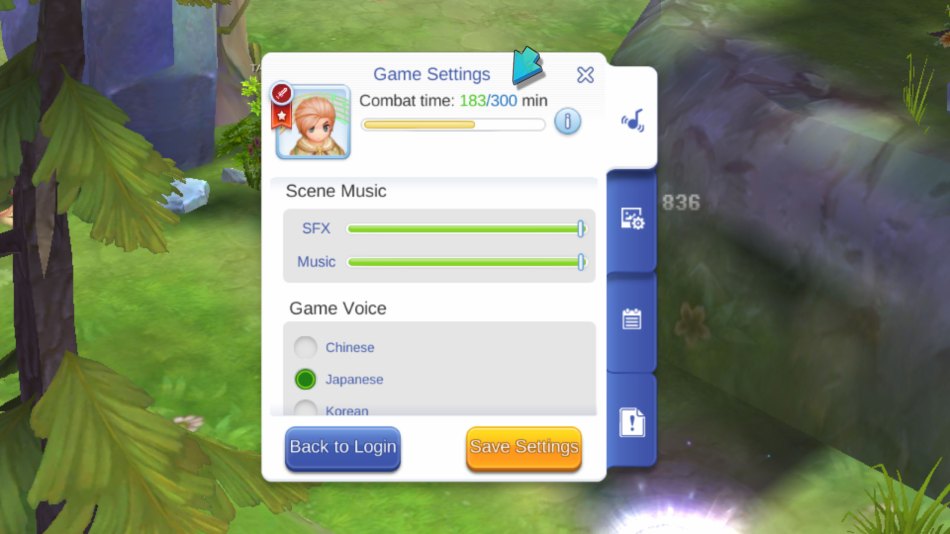 Game Settings
Combat time: 183/300 min
Scene Music
SFX
Music
836
Game Voice
Chinese
Japanese
Korean
Back to Login
Save Settings